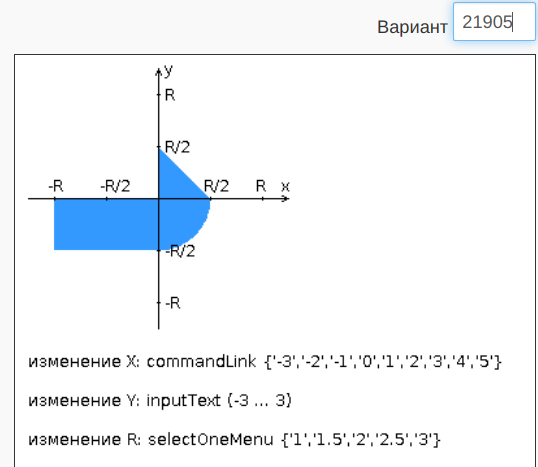 Вариант 21905
y
R
R/2
-R -R/2 R/2 R x
-R/2
-R
изменение X: commandLink {'-3','-2','-1','0','1','2','3','4','5'}
изменение Y: inputText (-3 ... 3)
изменение R: selectOneMenu {'1','1.5','2','2.5','3'}